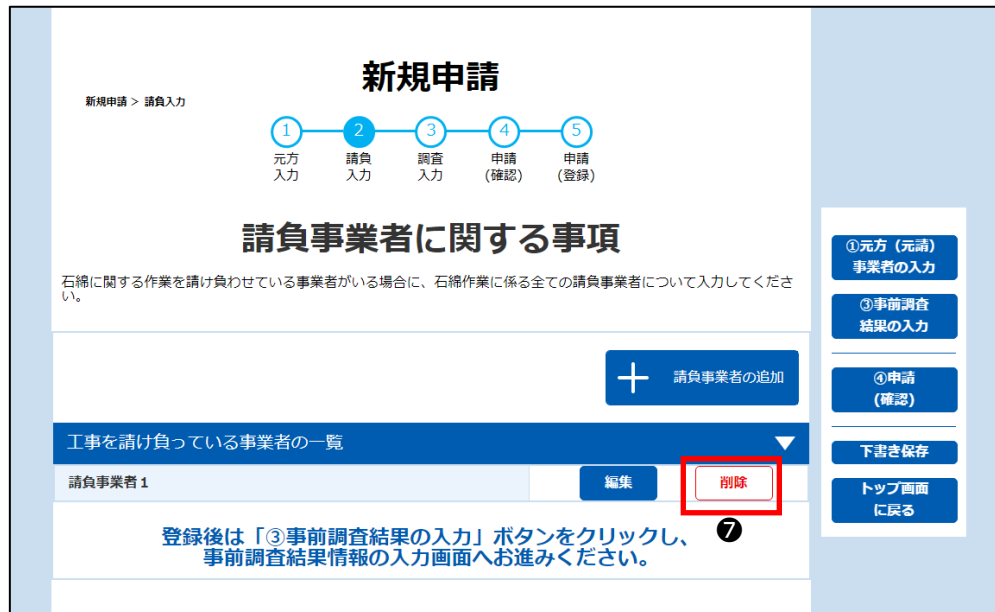 新規申請
新規申請 > 請負入力
1 2 3 4 5
元方 請負 調査 申請 申請
入力 入力 入力 (確認) (登録)
請負事業者に関する事項
石綿に関する作業を請け負わせている事業者がいる場合に、石綿作業に係る全ての請負事業者について入力してくださ
い。
請負事業者の追加
工事を請け負っている事業者の一覧
請負事業者1 編集 削除
❼
登録後は「③事前調査結果の入力」ボタンをクリックし、
事前調査結果情報の入力画面へお進みください。
①元方（元請）
事業者の入力
③事前調査
結果の入力
④申請
(確認)
下書き保存
トップ画面
に戻る